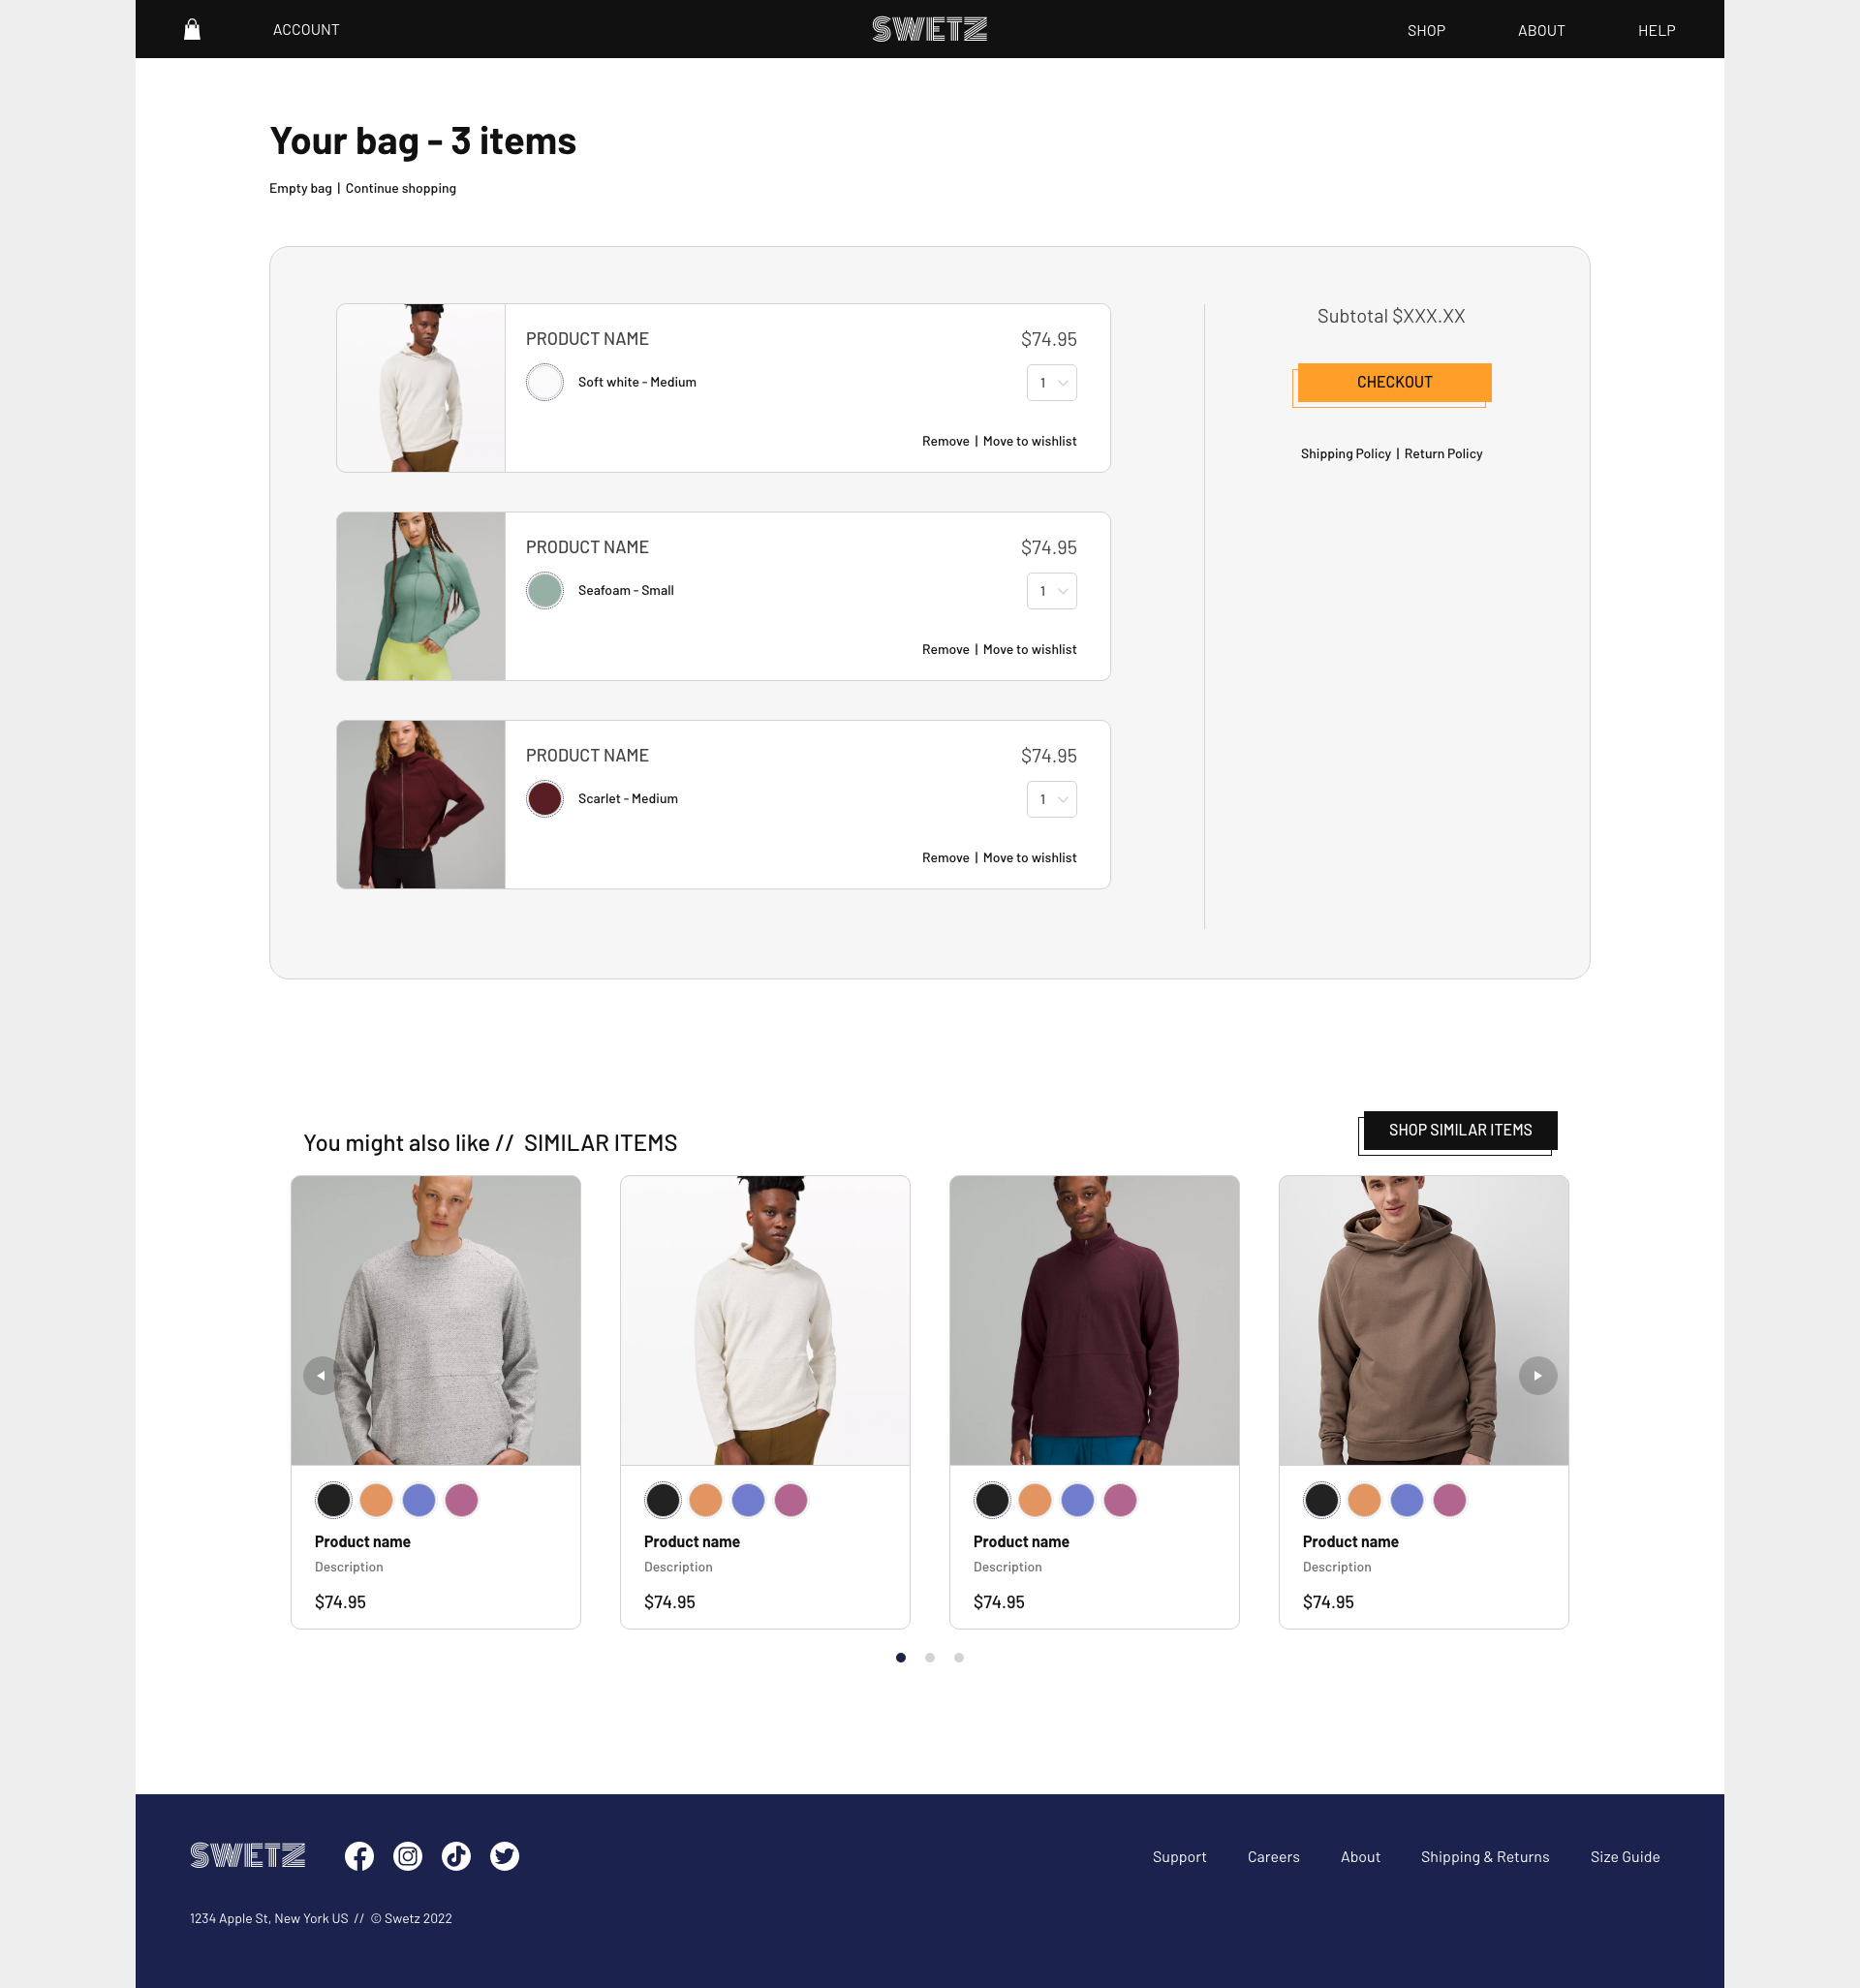 ACCOUNT
SWETZ
SHOP
ABOUT
HELP
Your bag - 3 items
Empty bag | Continue shopping
PRODUCT NAME
$74.95
Soft white - Medium
1
Remove | Move to wishlist
PRODUCT NAME
$74.95
Seafoam - Small
1
Remove | Move to wishlist
PRODUCT NAME
$74.95
Scarlet - Medium
1
Remove | Move to wishlist
Subtotal $XXX.XX
CHECKOUT
Shipping Policy | Return Policy
You might also like // SIMILAR ITEMS
SHOP SIMILAR ITEMS
Product name
Description
$74.95
Product name
Description
$74.95
Product name
Description
$74.95
Product name
Description
$74.95
SWETZ
Support
Careers
About
Shipping & Returns
Size Guide
1234 Apple St, New York US // © Swetz 2022